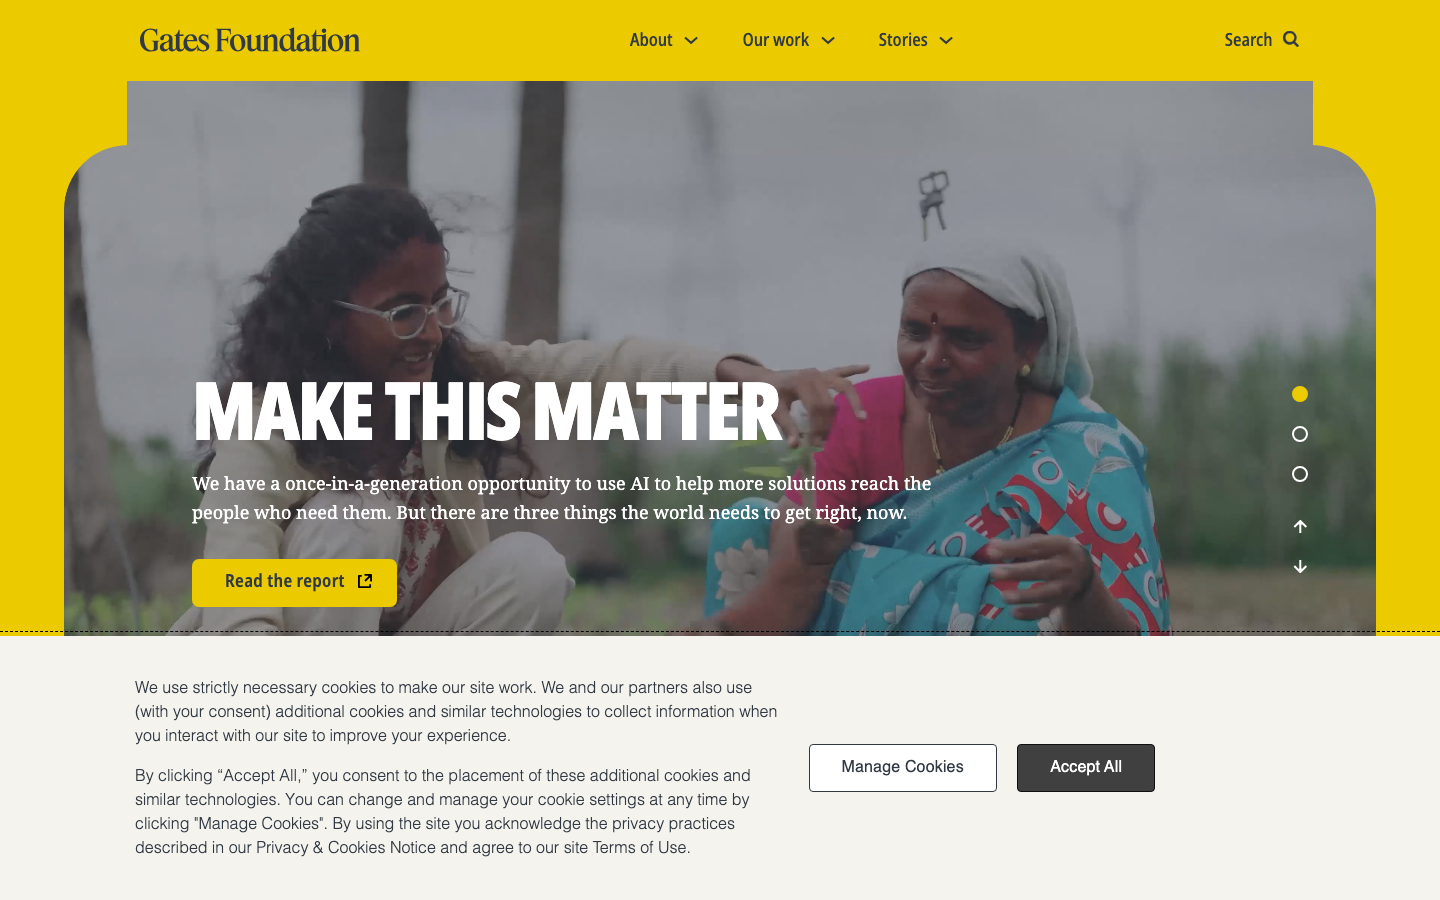 Gates Foundation
About
Our work
Stories
Search
MAKE THIS MATTER
We have a once-in-a-generation opportunity to use AI to help more solutions reach the
people who need them. But there are three things the world needs to get right, now.
Read the report
We use strictly necessary cookies to make our site work. We and our partners also use
(with your consent) additional cookies and similar technologies to collect information when
you interact with our site to improve your experience.
By clicking “Accept All,” you consent to the placement of these additional cookies and
similar technologies. You can change and manage your cookie settings at any time by
clicking "Manage Cookies". By using the site you acknowledge the privacy practices
described in our Privacy & Cookies Notice and agree to our site Terms of Use.
Manage Cookies
Accept All